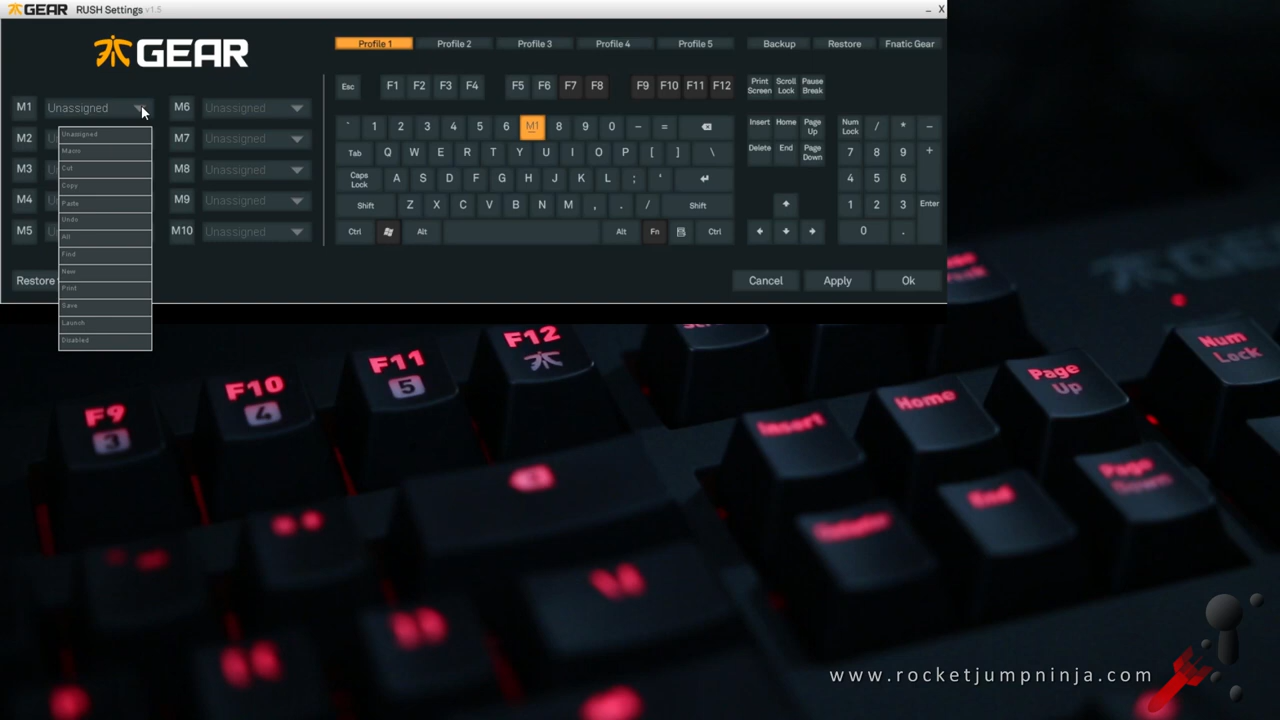 GEAR RUSH Settings v1.5
_ X
GEAR
Profile 1 Profile 2 Profile 3 Profile 4 Profile 5 Backup Restore Fnatic Gear
M1 Unassigned M6 Unassigned
M2 M7 Unassigned
M3 M8 Unassigned
M4 M9 Unassigned
M5 M10 Unassigned
Unassigned
Macro
Cut
Copy
Paste
Undo
All
Find
New
Print
Save
Launch
Disabled
Restore
Esc F1 F2 F3 F4 F5 F6 F7 F8 F9 F10 F11 F12 Print Screen Scroll Lock Pause Break
` 1 2 3 4 5 6 M1 8 9 0 - = Insert Home Page Up Num Lock / * -
Tab Q W E R T Y U I O P [ ] \ Delete End Page Down 7 8 9 +
Caps Lock A S D F G H J K L ; ' 4 5 6
Shift Z X C V B N M , . / Shift 1 2 3 Enter
Ctrl Alt Alt Fn Ctrl 0 .
Cancel Apply Ok
F9
3
F10
4
F11
5
F12
Insert
Home
Page
Up
Num
Lock
Delete
End
Page
Down
www.rocketjumpninja.com